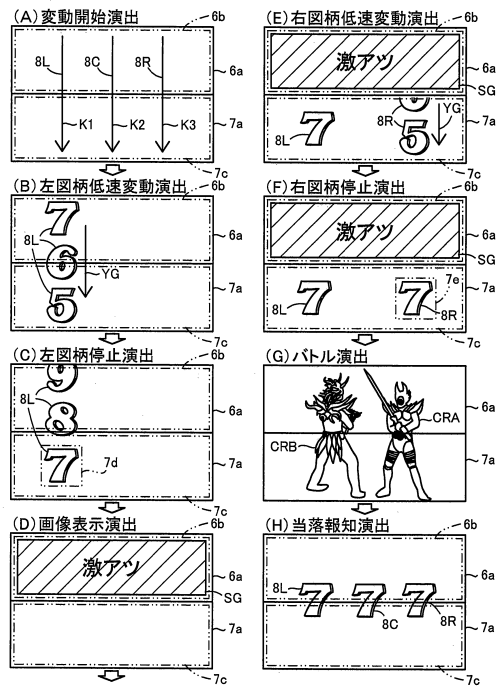 (A)変動開始演出
6b
8L
8C
8R
6a
K1
K2
K3
7a
7c
(B)左図柄低速変動演出
6b
7
8L
6
6a
YG
5
7a
7c
(C)左図柄停止演出
6b
9
8L
8
6a
7
7d
7a
7c
(D)画像表示演出
6b
激アツ
6a
SG
7a
7c
(E)右図柄低速変動演出
6b
激アツ
6a
SG
6
YG
8R
7a
8L
7
5
7c
(F)右図柄停止演出
6b
激アツ
6a
SG
7e
7a
8L
7
7
8R
7c
(G)バトル演出
6a
CRA
CRB
7a
(H)当落報知演出
6b
6a
8L
7
7
7
8C
8R
7a
7c